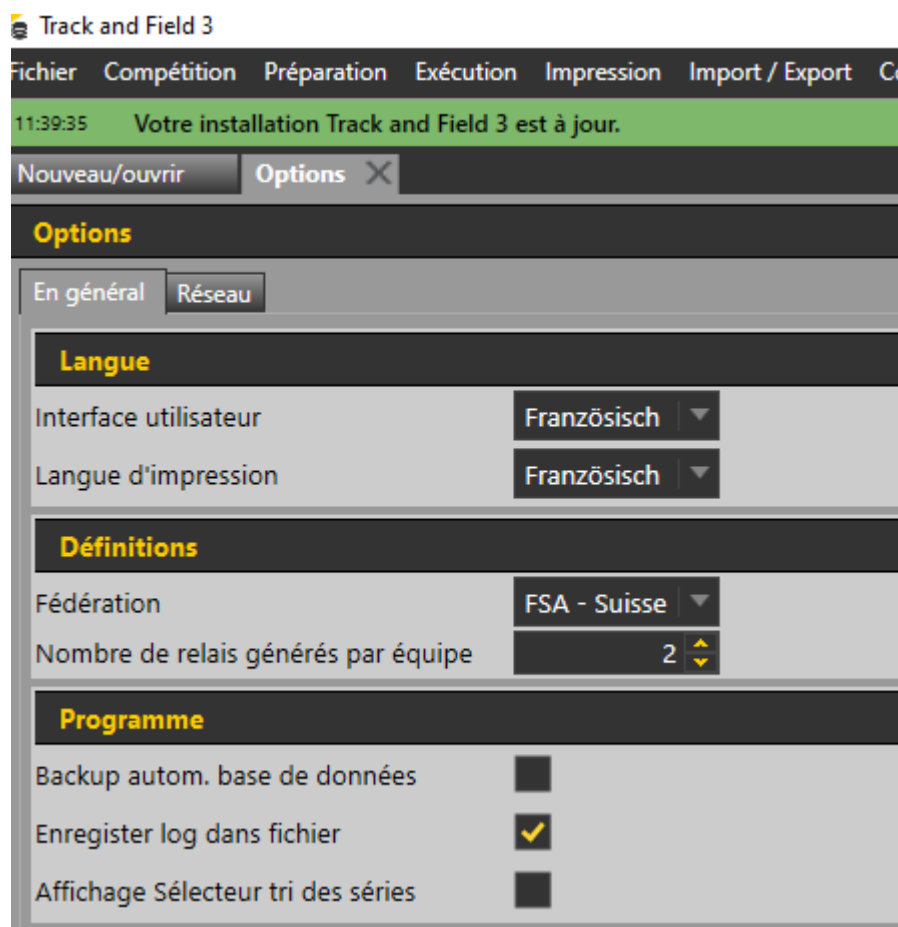 Track and Field 3
Fichier Compétition Préparation Exécution Impression Import / Export
11:39:35 Votre installation Track and Field 3 est à jour.
Nouveau/ouvrir Options
Options
En général Réseau
Langue
Interface utilisateur Französisch
Langue d'impression Französisch
Définitions
Fédération FSA - Suisse
Nombre de relais générés par équipe 2
Programme
Backup autom. base de données
Enregister log dans fichier
Affichage Sélecteur tri des séries